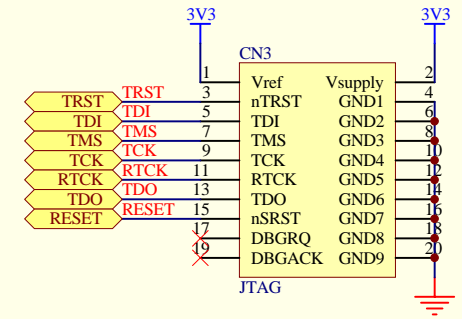 3V3 3V3
CN3
1 Vref Vsupply 2
TRST TRST 3 nTRST GND1 4
TDI TDI 5 TDI GND2 6
TMS TMS 7 TMS GND3 8
TCK TCK 9 TCK GND4 10
RTCK RTCK 11 RTCK GND5 12
TDO TDO 13 TDO GND6 14
RESET RESET 15 nSRST GND7 16
17 DBGRQ GND8 18
19 DBGACK GND9 20
JTAG